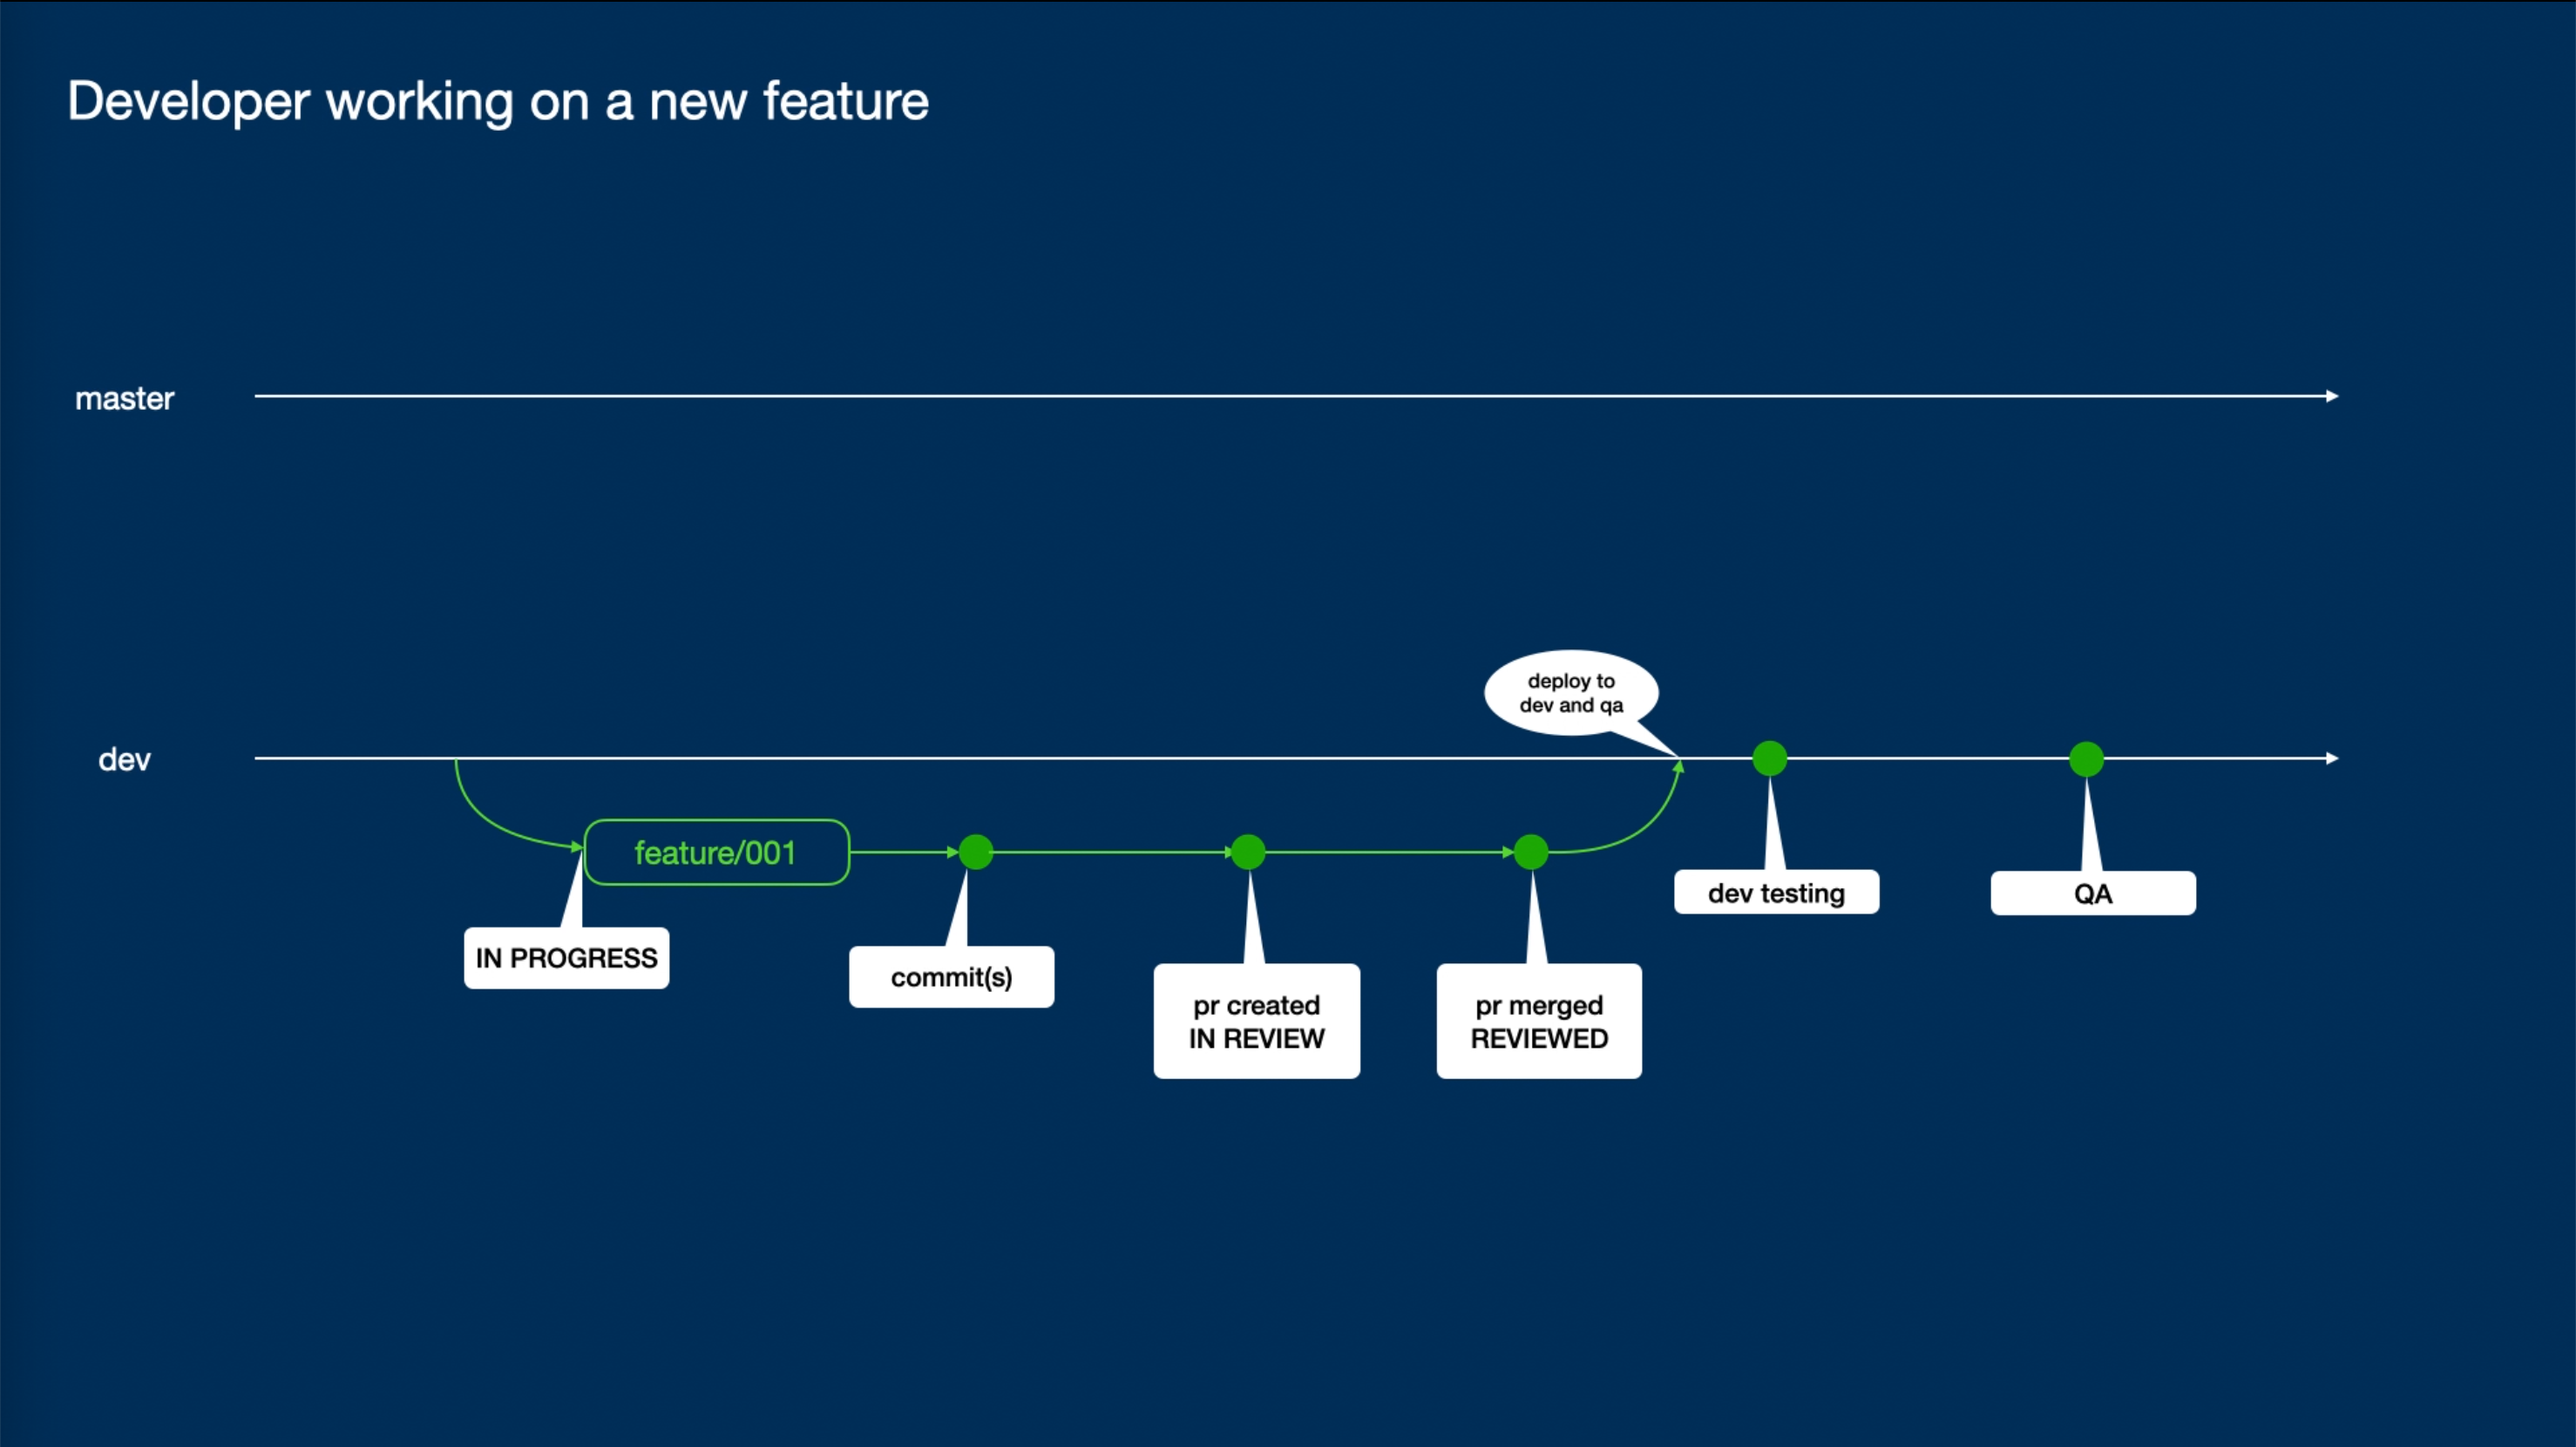 Developer working on a new feature
master
deploy to
dev and qa
dev
feature/001
dev testing
QA
IN PROGRESS
commit(s)
pr created
IN REVIEW
pr merged
REVIEWED